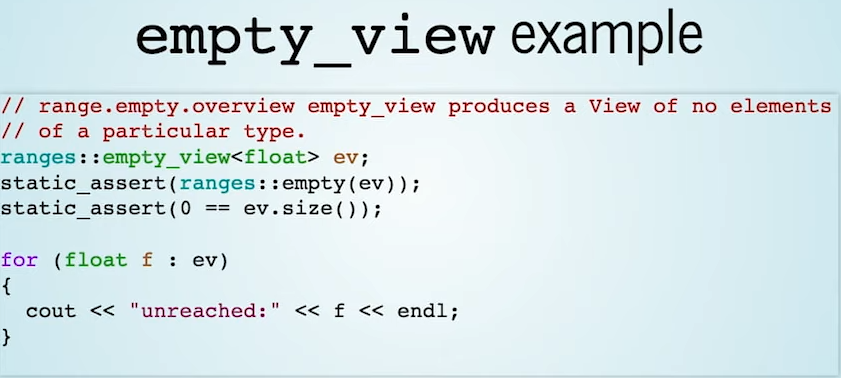 empty_view example
// range.empty.overview empty_view produces a View of no elements
// of a particular type.
ranges::empty_view<float> ev;
static_assert(ranges::empty(ev));
static_assert(0 == ev.size());
for (float f : ev)
{
  cout << "unreached:" << f << endl;
}